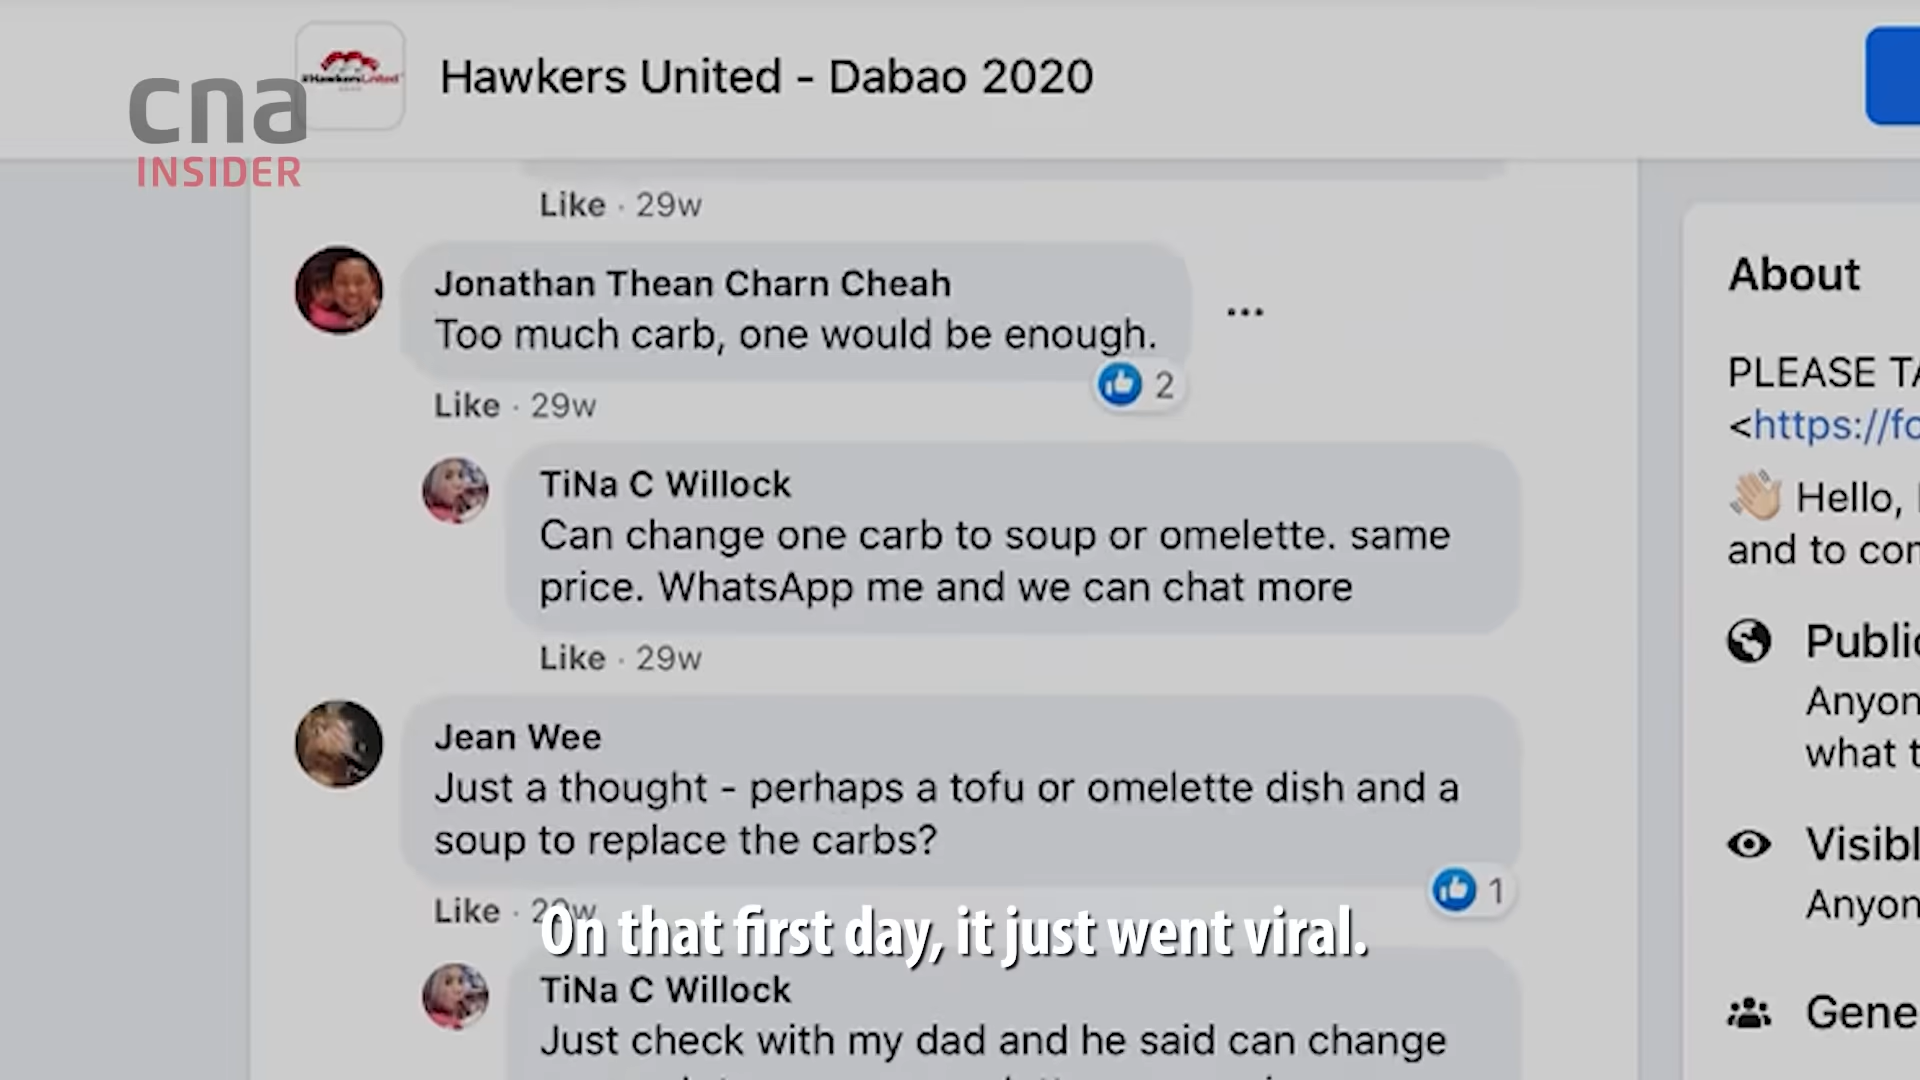 cna
INSIDER
#HawkersUnited
Hawkers United - Dabao 2020
Like · 29w
Jonathan Thean Charn Cheah
Too much carb, one would be enough.
2
Like · 29w
TiNa C Willock
Can change one carb to soup or omelette. same
price. WhatsApp me and we can chat more
Like · 29w
Jean Wee
Just a thought - perhaps a tofu or omelette dish and a
soup to replace the carbs?
1
Like · 29w
On that first day, it just went viral.
TiNa C Willock
Just check with my dad and he said can change
About
PLEASE TA
<https://fo
👋🏼 Hello,
and to con
Public
Anyon
what t
Visibl
Anyon
Gene